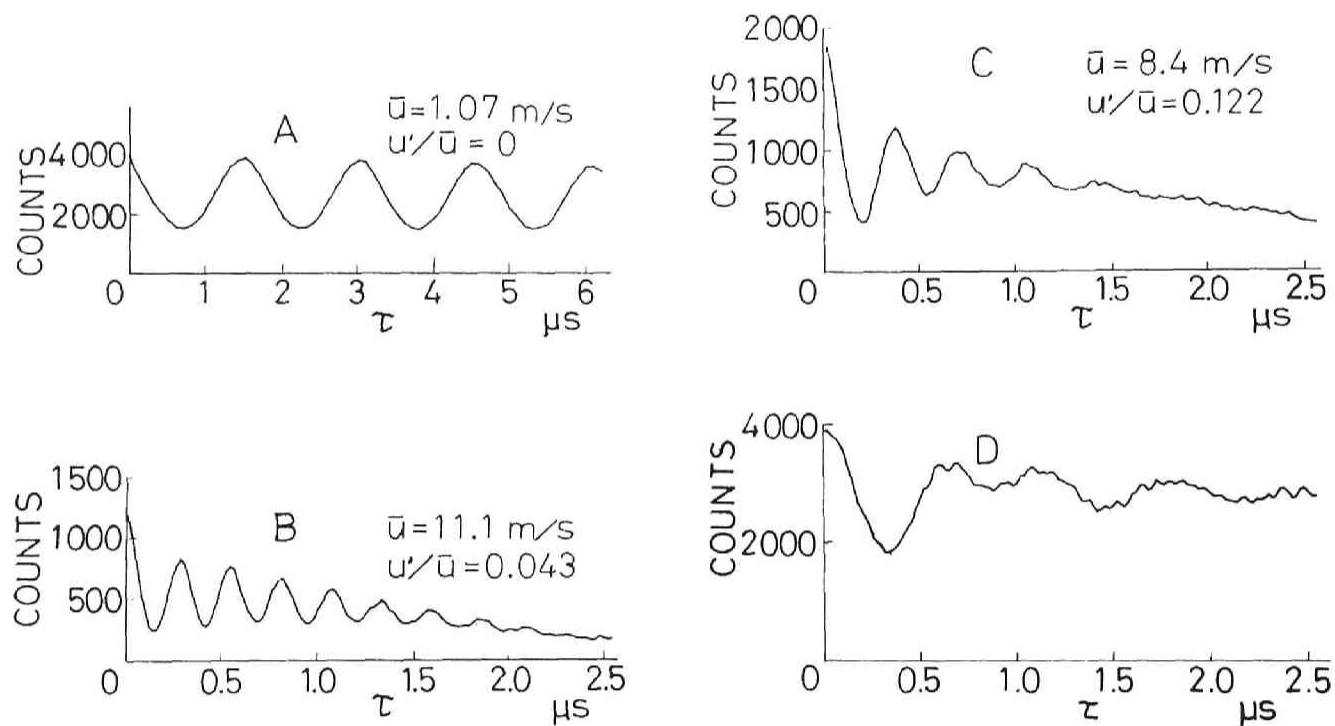 A
ū=1.07 m/s
u'/ū = 0
COUNTS
4000
2000
0 1 2 3 4 5 6
τ μs
C
ū = 8.4 m/s
u'/ū=0.122
COUNTS
2000
1500
1000
500
0 0.5 1.0 1.5 2.0 2.5
τ μs
B
ū=11.1 m/s
u'/ū=0.043
COUNTS
1500
1000
500
0 0.5 1.0 1.5 2.0 2.5
τ μs
D
COUNTS
4000
2000
0 0.5 1.0 1.5 2.0 2.5
τ μs